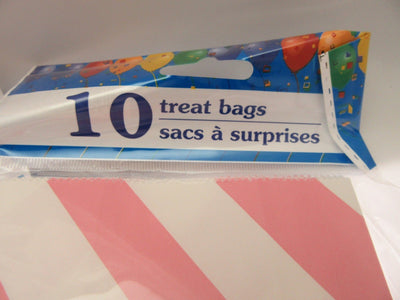 10 treat bags
sacs à surprises